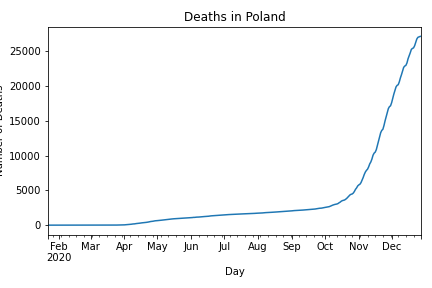 Deaths in Poland
Number of Deaths
25000
20000
15000
10000
5000
0
Feb Mar Apr May Jun Jul Aug Sep Oct Nov Dec
2020
Day